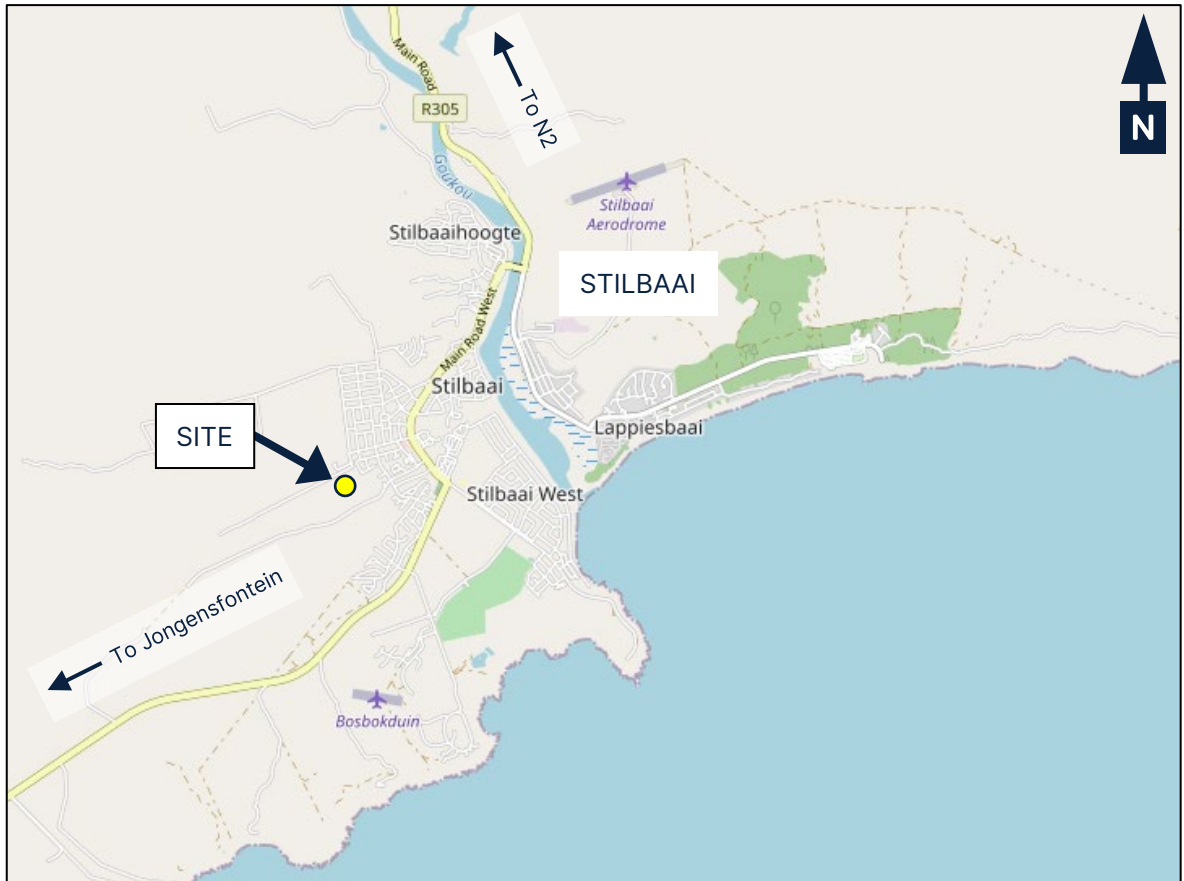 Main Road
To N2
R305
N
Goukou
Stilbaai
Aerodrome
Stilbaaihoogte
STILBAAI
Main Road West
Stilbaai
SITE
Lappiesbaai
Stilbaai West
To Jongensfontein
Bosbokduin